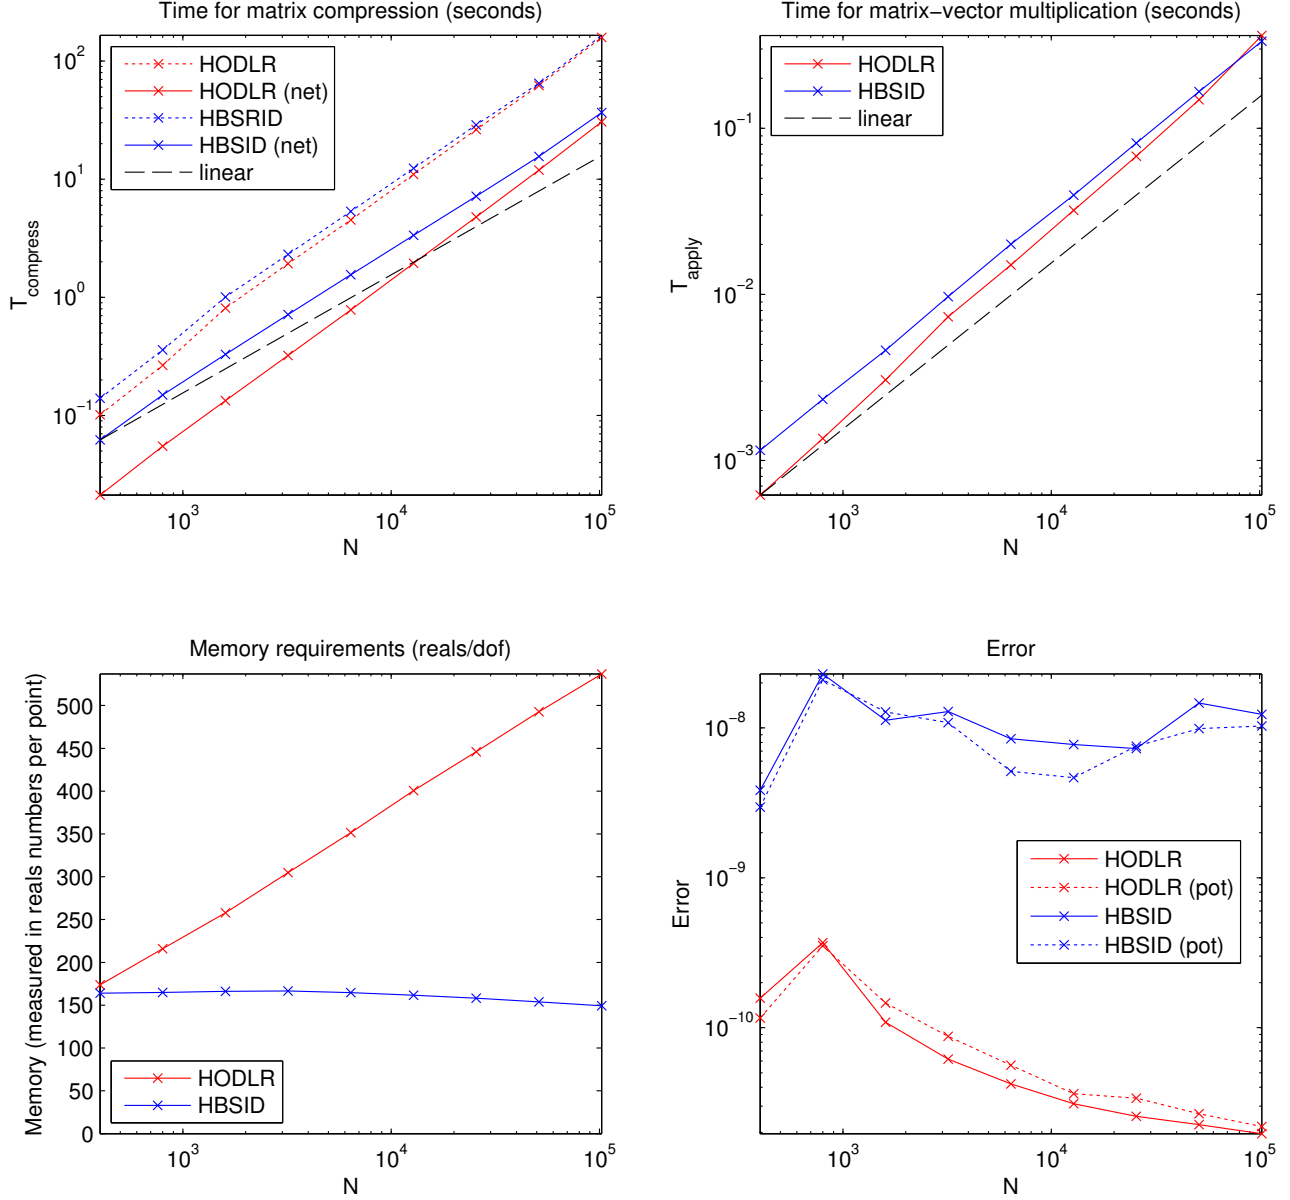 Time for matrix compression (seconds)
T_compress
10^2
10^1
10^0
10^-1
HODLR
HODLR (net)
HBSRID
HBSID (net)
linear
10^3
10^4
10^5
N
Time for matrix-vector multiplication (seconds)
T_apply
10^-1
10^-2
10^-3
HODLR
HBSID
linear
10^3
10^4
10^5
N
Memory requirements (reals/dof)
Memory (measured in reals numbers per point)
500
450
400
350
300
250
200
150
100
50
0
HODLR
HBSID
10^3
10^4
10^5
N
Error
Error
10^-8
10^-9
10^-10
HODLR
HODLR (pot)
HBSID
HBSID (pot)
10^3
10^4
10^5
N